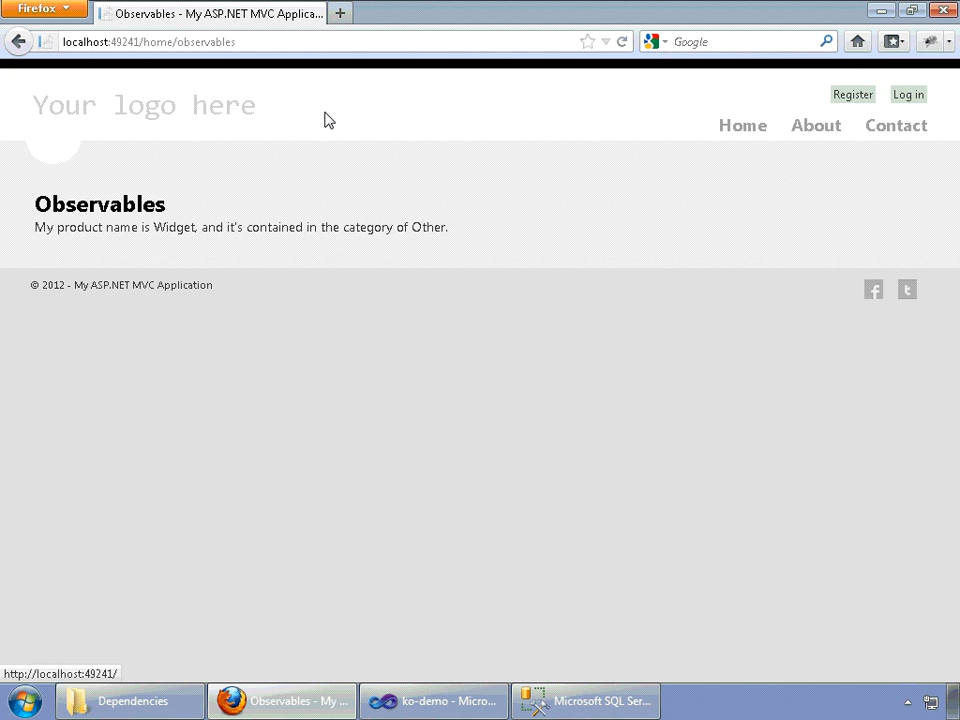 Firefox
Observables - My ASP.NET MVC Applica...
localhost:49241/home/observables
Google
Your logo here
Register
Log in
Home
About
Contact
Observables
My product name is Widget, and it's contained in the category of Other.
© 2012 - My ASP.NET MVC Application
f
t
http://localhost:49241/
Dependencies
Observables - My ...
ko-demo - Micro...
Microsoft SQL Ser...